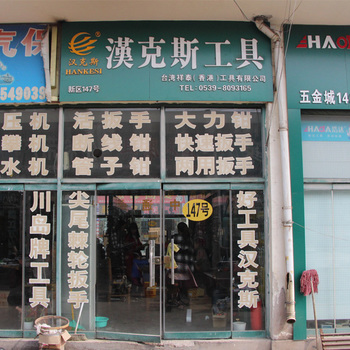 气保
549039
汉克斯
HANKESI
®
漢克斯工具
台湾祥泰(香港)工具有限公司
新区147号
TEL 0539-8093165
HAO
五金城14
压机
活扳手
大力钳
断线钳
快速扳手
水机
管子钳
两用扳手
147号
川岛牌工具
尖尾棘轮扳手
好工具汉克斯